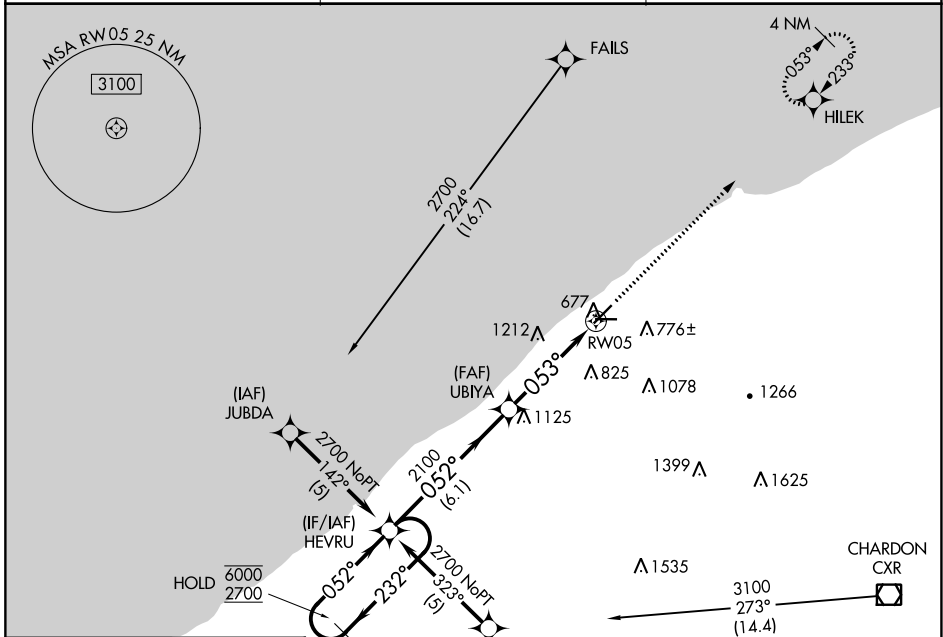 MSA RW05 25 NM
3100
FAILS
4 NM
053°
233°
HILEK
2700
224°
(16.7)
677
1212
RW05
776±
(FAF)
UBIYA
053°
825
1078
1266
1125
(IAF)
JUBDA
2700 NoPT
142°
(5)
2100
052°
(6.1)
1399
1625
(IF/IAF)
HEVRU
HOLD 6000
2700
052°
232°
2700 NoPT
323°
(5)
1535
CHARDON
CXR
3100
273°
(14.4)